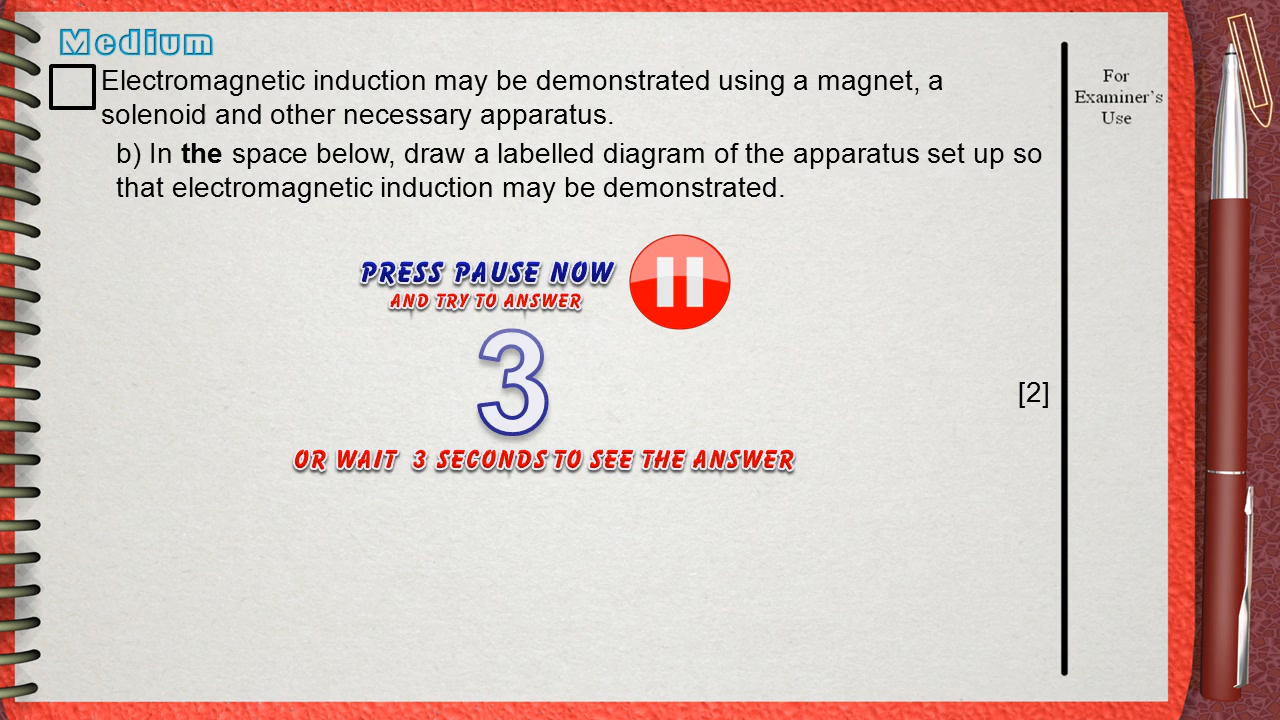 Medium
Electromagnetic induction may be demonstrated using a magnet, a
solenoid and other necessary apparatus.
b) In the space below, draw a labelled diagram of the apparatus set up so
that electromagnetic induction may be demonstrated.
For
Examiner's
Use
PRESS PAUSE NOW
AND TRY TO ANSWER
3
[2]
OR WAIT 3 SECONDS TO SEE THE ANSWER